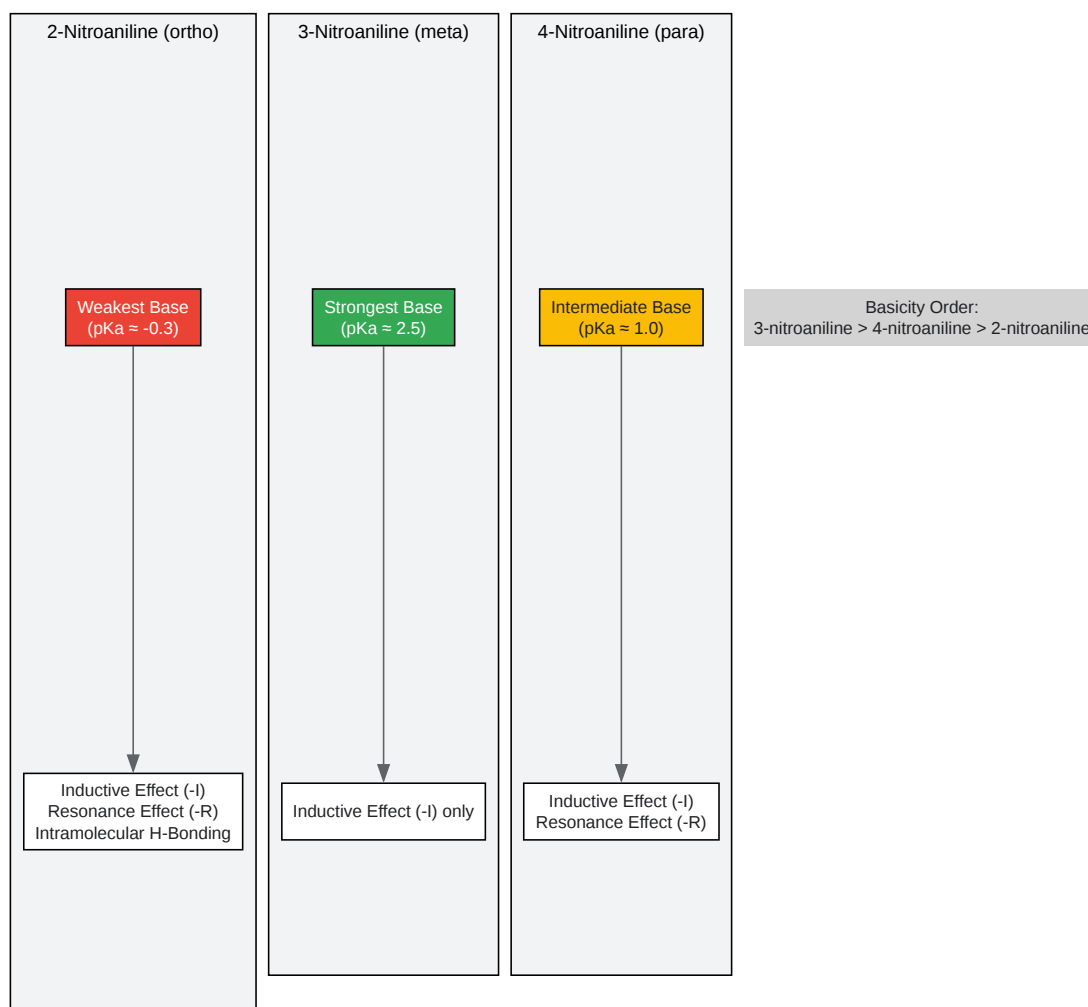 2-Nitroaniline (ortho)
3-Nitroaniline (meta)
4-Nitroaniline (para)
Weakest Base
(pKa ≈ -0.3)
Strongest Base
(pKa ≈ 2.5)
Intermediate Base
(pKa ≈ 1.0)
Basicity Order:
3-nitroaniline > 4-nitroaniline > 2-nitroaniline
Inductive Effect (-I)
Resonance Effect (-R)
Intramolecular H-Bonding
Inductive Effect (-I) only
Inductive Effect (-I)
Resonance Effect (-R)